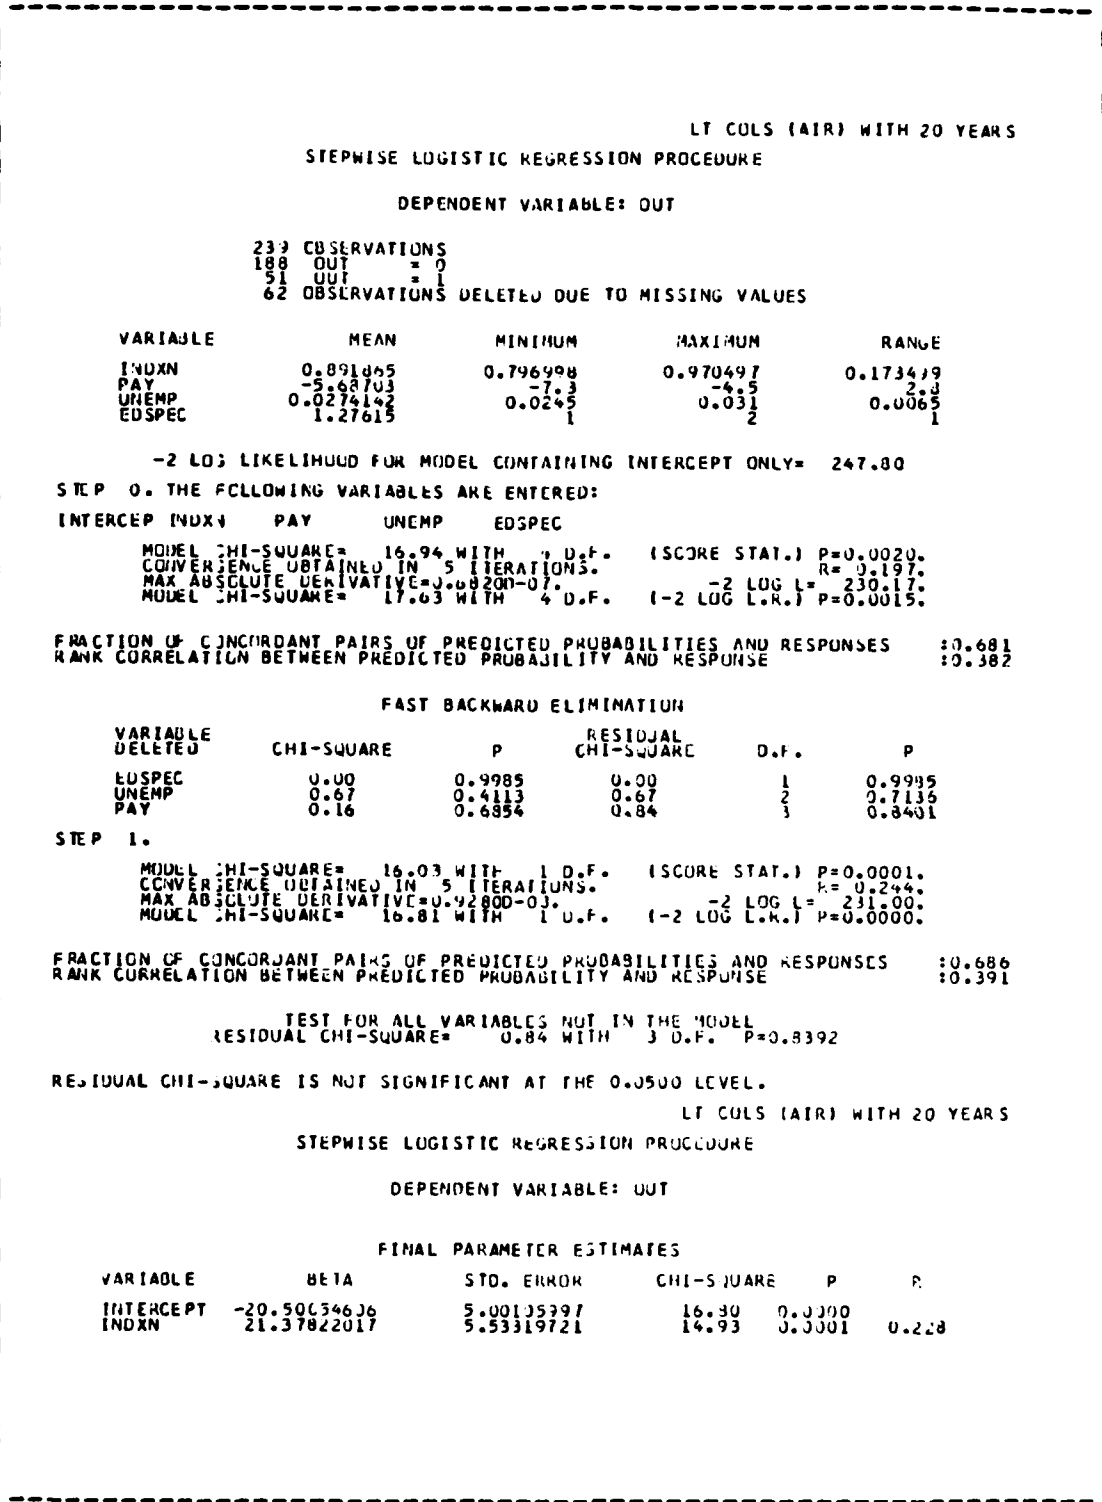 LT COLS (AIR) WITH 20 YEARS
STEPWISE LOGISTIC REGRESSION PROCEDURE
DEPENDENT VARIABLE: OUT
239 OBSERVATIONS
188 OUT = 0
51 OUT = 1
62 OBSERVATIONS DELETED DUE TO MISSING VALUES
VARIABLE MEAN MINIMUM MAXIMUM RANGE
INDXN 0.891865 0.796998 0.970497 0.173499
PAY -5.68703 -7.3 -4.5 2.8
UNEMP 0.0274142 0.0245 0.031 0.0065
EDSPEC 1.27615 1 2 1
-2 LOG LIKELIHOOD FOR MODEL CONTAINING INTERCEPT ONLY= 247.80
STEP 0. THE FOLLOWING VARIABLES ARE ENTERED:
INTERCEP INDXN PAY UNEMP EDSPEC
MODEL CHI-SQUARE= 16.94 WITH 4 D.F. (SCORE STAT.) P=0.0020.
CONVERGENCE OBTAINED IN 5 ITERATIONS. R= 0.197.
MAX ABSOLUTE DERIVATIVE=0.6820D-07. -2 LOG L= 230.17.
MODEL CHI-SQUARE= 17.63 WITH 4 D.F. (-2 LOG L.R.) P=0.0015.
FRACTION OF CONCORDANT PAIRS OF PREDICTED PROBABILITIES AND RESPONSES :0.681
RANK CORRELATION BETWEEN PREDICTED PROBABILITY AND RESPONSE :0.382
FAST BACKWARD ELIMINATION
VARIABLE RESIDUAL
DELETED CHI-SQUARE P CHI-SQUARE D.F. P
EDSPEC 0.00 0.9985 0.00 1 0.9985
UNEMP 0.67 0.4113 0.67 2 0.7136
PAY 0.16 0.6854 0.84 3 0.8401
STEP 1.
MODEL CHI-SQUARE= 16.03 WITH 1 D.F. (SCORE STAT.) P=0.0001.
CONVERGENCE OBTAINED IN 5 ITERATIONS. R= 0.244.
MAX ABSOLUTE DERIVATIVE=0.9280D-03. -2 LOG L= 231.00.
MODEL CHI-SQUARE= 16.81 WITH 1 D.F. (-2 LOG L.R.) P=0.0000.
FRACTION OF CONCORDANT PAIRS OF PREDICTED PROBABILITIES AND RESPONSES :0.686
RANK CORRELATION BETWEEN PREDICTED PROBABILITY AND RESPONSE :0.391
TEST FOR ALL VARIABLES NOT IN THE MODEL
RESIDUAL CHI-SQUARE= 0.84 WITH 3 D.F. P=0.8392
RESIDUAL CHI-SQUARE IS NOT SIGNIFICANT AT THE 0.0500 LEVEL.
LT COLS (AIR) WITH 20 YEARS
STEPWISE LOGISTIC REGRESSION PROCEDURE
DEPENDENT VARIABLE: OUT
FINAL PARAMETER ESTIMATES
VARIABLE BETA STD. ERROR CHI-SQUARE P R
INTERCEPT 16.80 0.0000
INDXN 21.37822017 5.53319721 14.93 0.0001 0.228